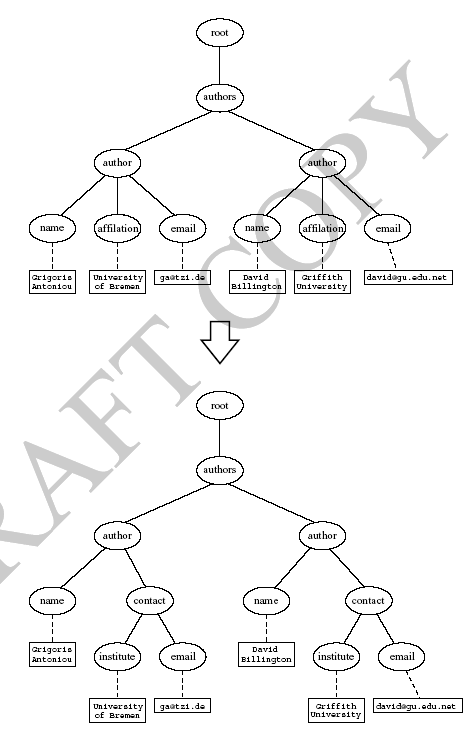 root
authors
author author
name affilation email name affilation email
Grigoris
Antoniou
University
of Bremen
ga@tzi.de
David
Billington
Griffith
University
david@gu.edu.net
DRAFT COPY
root
authors
author author
name contact name contact
Grigoris
Antoniou
institute email
David
Billington
institute email
University
of Bremen
ga@tzi.de
Griffith
University
david@gu.edu.net